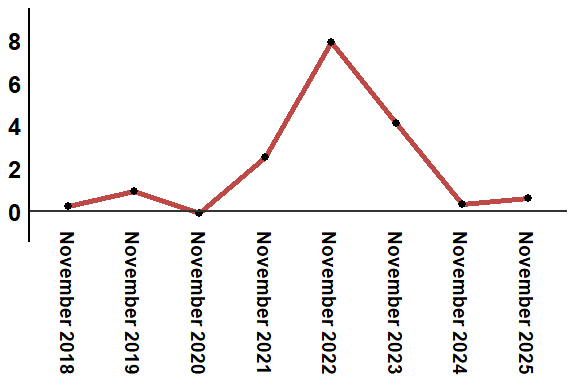 8
6
4
2
0
November 2018
November 2019
November 2020
November 2021
November 2022
November 2023
November 2024
November 2025